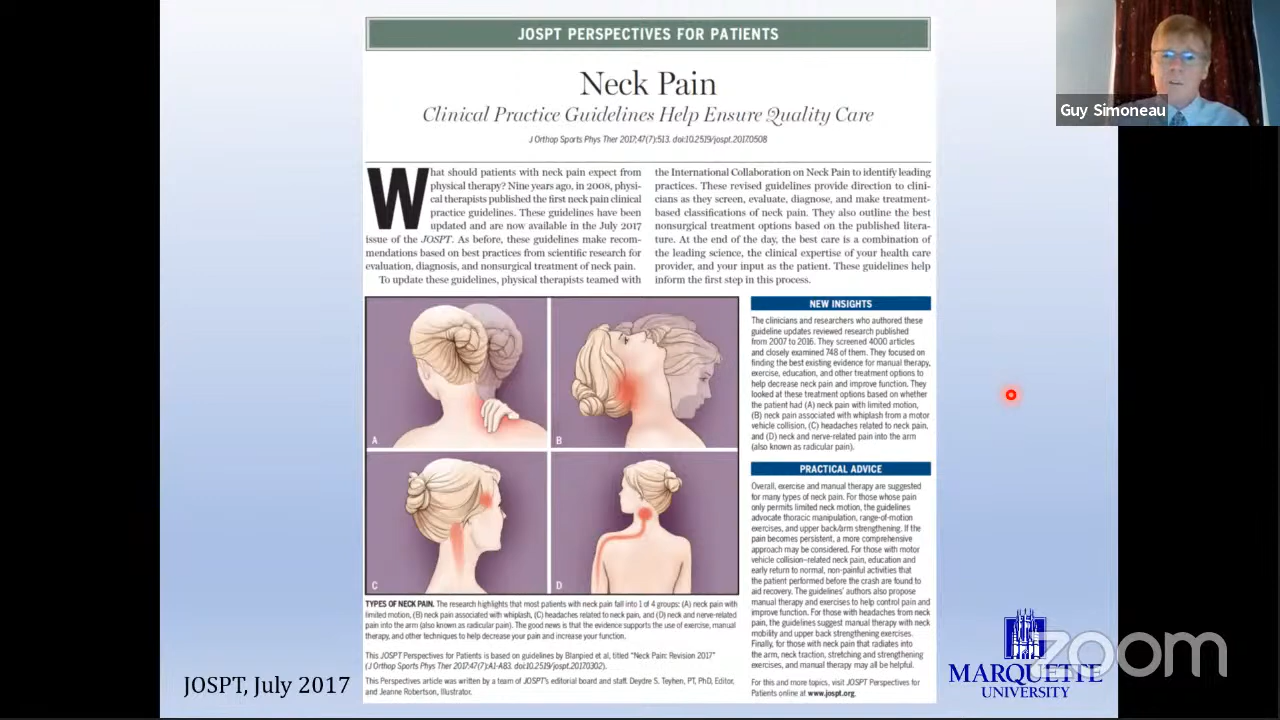 JOSPT PERSPECTIVES FOR PATIENTS
Neck Pain
Clinical Practice Guidelines Help Ensure Quality Care
J Orthop Sports Phys Ther 2017;47(7):513. doi:10.2519/jospt.2017.0508
What should patients with neck pain expect from
physical therapy? Nine years ago, in 2008, physi-
cal therapists published the first neck pain clinical
practice guidelines. These guidelines have been
updated and are now available in the July 2017
issue of the JOSPT. As before, these guidelines make recom-
mendations based on best practices from scientific research for
evaluation, diagnosis, and nonsurgical treatment of neck pain.
To update these guidelines, physical therapists teamed with
the International Collaboration on Neck Pain to identify leading
practices. These revised guidelines provide direction to clini-
cians as they screen, evaluate, diagnose, and make treatment-
based classifications of neck pain. They also outline the best
nonsurgical treatment options based on the published litera-
ture. At the end of the day, the best care is a combination of
the leading science, the clinical expertise of your health care
provider, and your input as the patient. These guidelines help
inform the first step in this process.
A
B
C
D
TYPES OF NECK PAIN. The research highlights that most patients with neck pain fall into 1 of 4 groups: (A) neck pain with
limited motion, (B) neck pain associated with whiplash, (C) headaches related to neck pain, and (D) neck and nerve-related
pain into the arm (also known as radicular pain). The good news is that the evidence supports the use of exercise, manual
therapy, and other techniques to help decrease your pain and increase your function.
This JOSPT Perspectives for Patients is based on guidelines by Blanpied et al, titled "Neck Pain: Revision 2017"
(J Orthop Sports Phys Ther 2017;47(7):A1-A83. doi:10.2519/jospt.2017.0302).
This Perspectives article was written by a team of JOSPT's editorial board and staff. Deydre S. Teyhen, PT, PhD, Editor,
and Jeanne Robertson, Illustrator.
NEW INSIGHTS
The clinicians and researchers who authored these
guideline updates reviewed research published
from 2007 to 2016. They screened 4000 articles
and closely examined 748 of them. They focused on
finding the best existing evidence for manual therapy,
exercise, education, and other treatment options to
help decrease neck pain and improve function. They
looked at these treatment options based on whether
the patient had (A) neck pain with limited motion,
(B) neck pain associated with whiplash from a motor
vehicle collision, (C) headaches related to neck pain,
and (D) neck and nerve-related pain into the arm
(also known as radicular pain).
PRACTICAL ADVICE
Overall, exercise and manual therapy are suggested
for many types of neck pain. For those whose pain
only permits limited neck motion, the guidelines
advocate thoracic manipulation, range-of-motion
exercises, and upper back/arm strengthening. If the
pain becomes persistent, a more comprehensive
approach may be considered. For those with motor
vehicle collision–related neck pain, education and
early return to normal, non-painful activities that
the patient performed before the crash are found to
aid recovery. The guidelines' authors also propose
manual therapy and exercises to help control pain and
improve function. For those with headaches from neck
pain, the guidelines suggest manual therapy with neck
mobility and upper back strengthening exercises.
Finally, for those with neck pain that radiates into
the arm, neck traction, stretching and strengthening
exercises, and manual therapy may all be helpful.
For this and more topics, visit JOSPT Perspectives for
Patients online at www.jospt.org.
JOSPT, July 2017
MARQUETTE
UNIVERSITY
zoom
Guy Simoneau